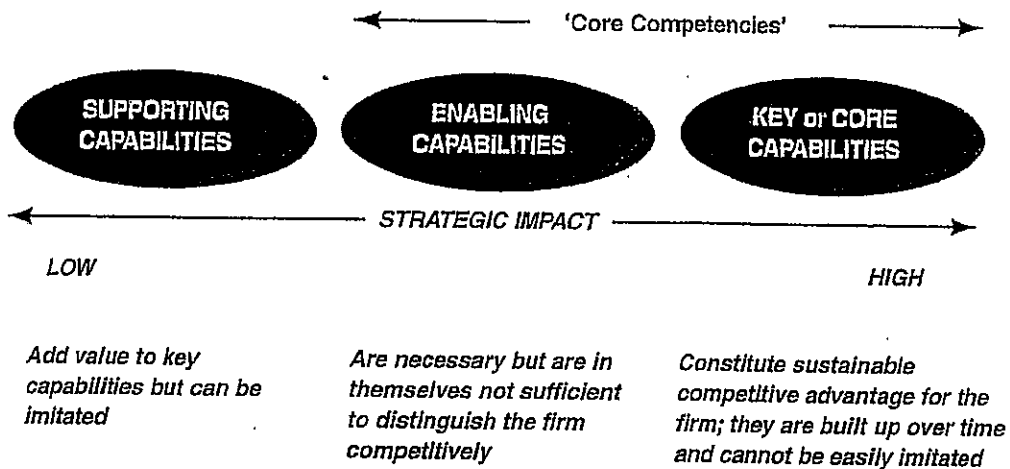 'Core Competencies'
SUPPORTING
CAPABILITIES
ENABLING
CAPABILITIES
KEY or CORE
CAPABILITIES
STRATEGIC IMPACT
LOW
HIGH
Add value to key
capabilities but can be
imitated
Are necessary but are in
themselves not sufficient
to distinguish the firm
competitively
Constitute sustainable
competitive advantage for the
firm; they are built up over time
and cannot be easily imitated